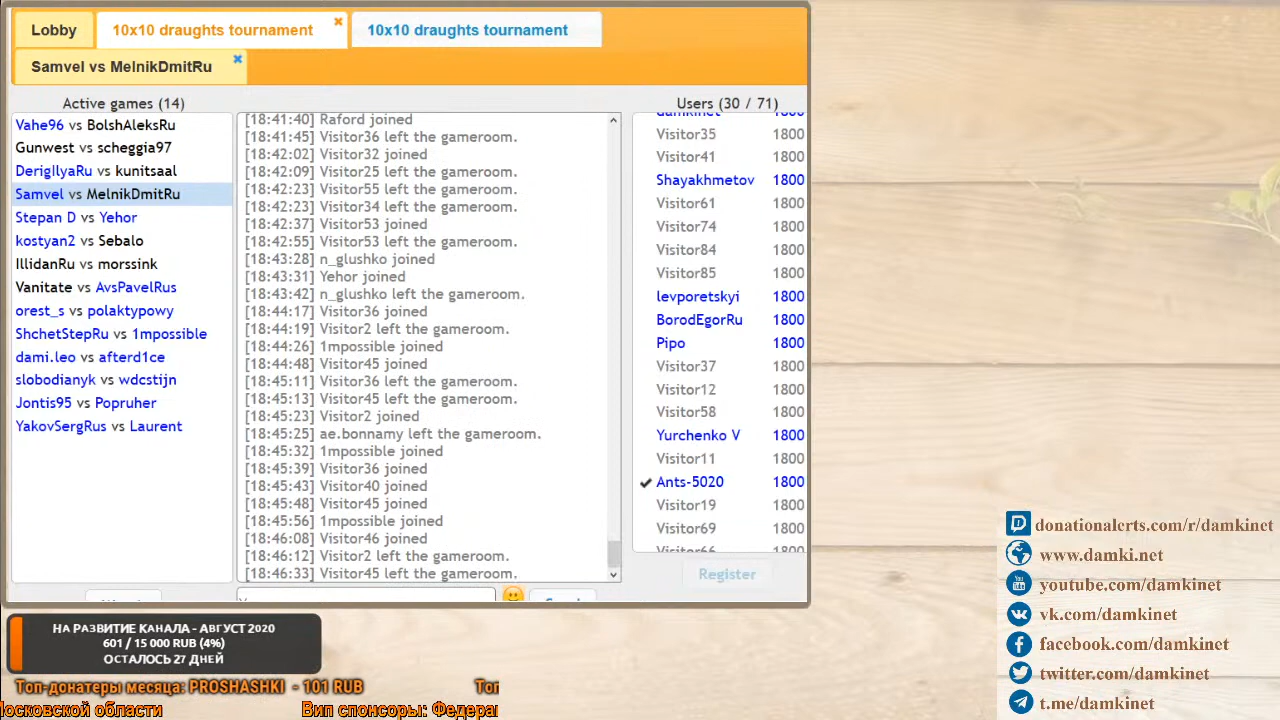 Lobby
10x10 draughts tournament
10x10 draughts tournament
Samvel vs MelnikDmitRu
Active games (14)
Vahe96 vs BolshAleksRu
Gunwest vs scheggia97
DerigIlyaRu vs kunitsaal
Samvel vs MelnikDmitRu
Stepan D vs Yehor
kostyan2 vs Sebalo
IllidanRu vs morssink
Vanitate vs AvsPavelRus
orest_s vs polaktypowy
ShchetStepRu vs 1mpossible
dami.leo vs afterd1ce
slobodianyk vs wdcstijn
Jontis95 vs Popruher
YakovSergRus vs Laurent
[18:41:40] Raford joined
[18:41:45] Visitor36 left the gameroom.
[18:42:02] Visitor32 joined
[18:42:09] Visitor25 left the gameroom.
[18:42:23] Visitor55 left the gameroom.
[18:42:23] Visitor34 left the gameroom.
[18:42:37] Visitor53 joined
[18:42:55] Visitor53 left the gameroom.
[18:43:28] n_glushko joined
[18:43:31] Yehor joined
[18:43:42] n_glushko left the gameroom.
[18:44:17] Visitor36 joined
[18:44:19] Visitor2 left the gameroom.
[18:44:26] 1mpossible joined
[18:44:48] Visitor45 joined
[18:45:11] Visitor36 left the gameroom.
[18:45:13] Visitor45 left the gameroom.
[18:45:23] Visitor2 joined
[18:45:25] ae.bonnamy left the gameroom.
[18:45:32] 1mpossible joined
[18:45:39] Visitor36 joined
[18:45:43] Visitor40 joined
[18:45:48] Visitor45 joined
[18:45:56] 1mpossible joined
[18:46:08] Visitor46 joined
[18:46:12] Visitor2 left the gameroom.
[18:46:33] Visitor45 left the gameroom.
Users (30 / 71)
damkinet 1800
Visitor35 1800
Visitor41 1800
Shayakhmetov 1800
Visitor61 1800
Visitor74 1800
Visitor84 1800
Visitor85 1800
levporetskyi 1800
BorodEgorRu 1800
Pipo 1800
Visitor37 1800
Visitor12 1800
Visitor58 1800
Yurchenko V 1800
Visitor11 1800
Ants-5020 1800
Visitor19 1800
Visitor69 1800
Visitor66 1800
Register
НА РАЗВИТИЕ КАНАЛА - АВГУСТ 2020
601 / 15 000 RUB (4%)
ОСТАЛОСЬ 27 ДНЕЙ
Топ-донатеры месяца: PROSHASHKI - 101 RUB Топ
Московской области Вип спонсоры: Федера
donationalerts.com/r/damkinet
www.damki.net
youtube.com/damkinet
vk.com/damkinet
facebook.com/damkinet
twitter.com/damkinet
t.me/damkinet